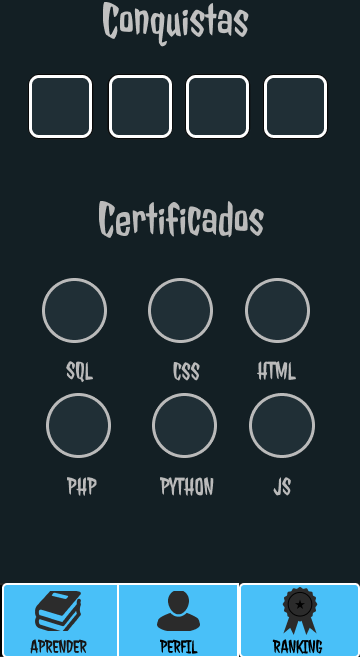 Conquistas
Certificados
SQL CSS HTML
PHP PYTHON JS
APRENDER PERFIL RANKING